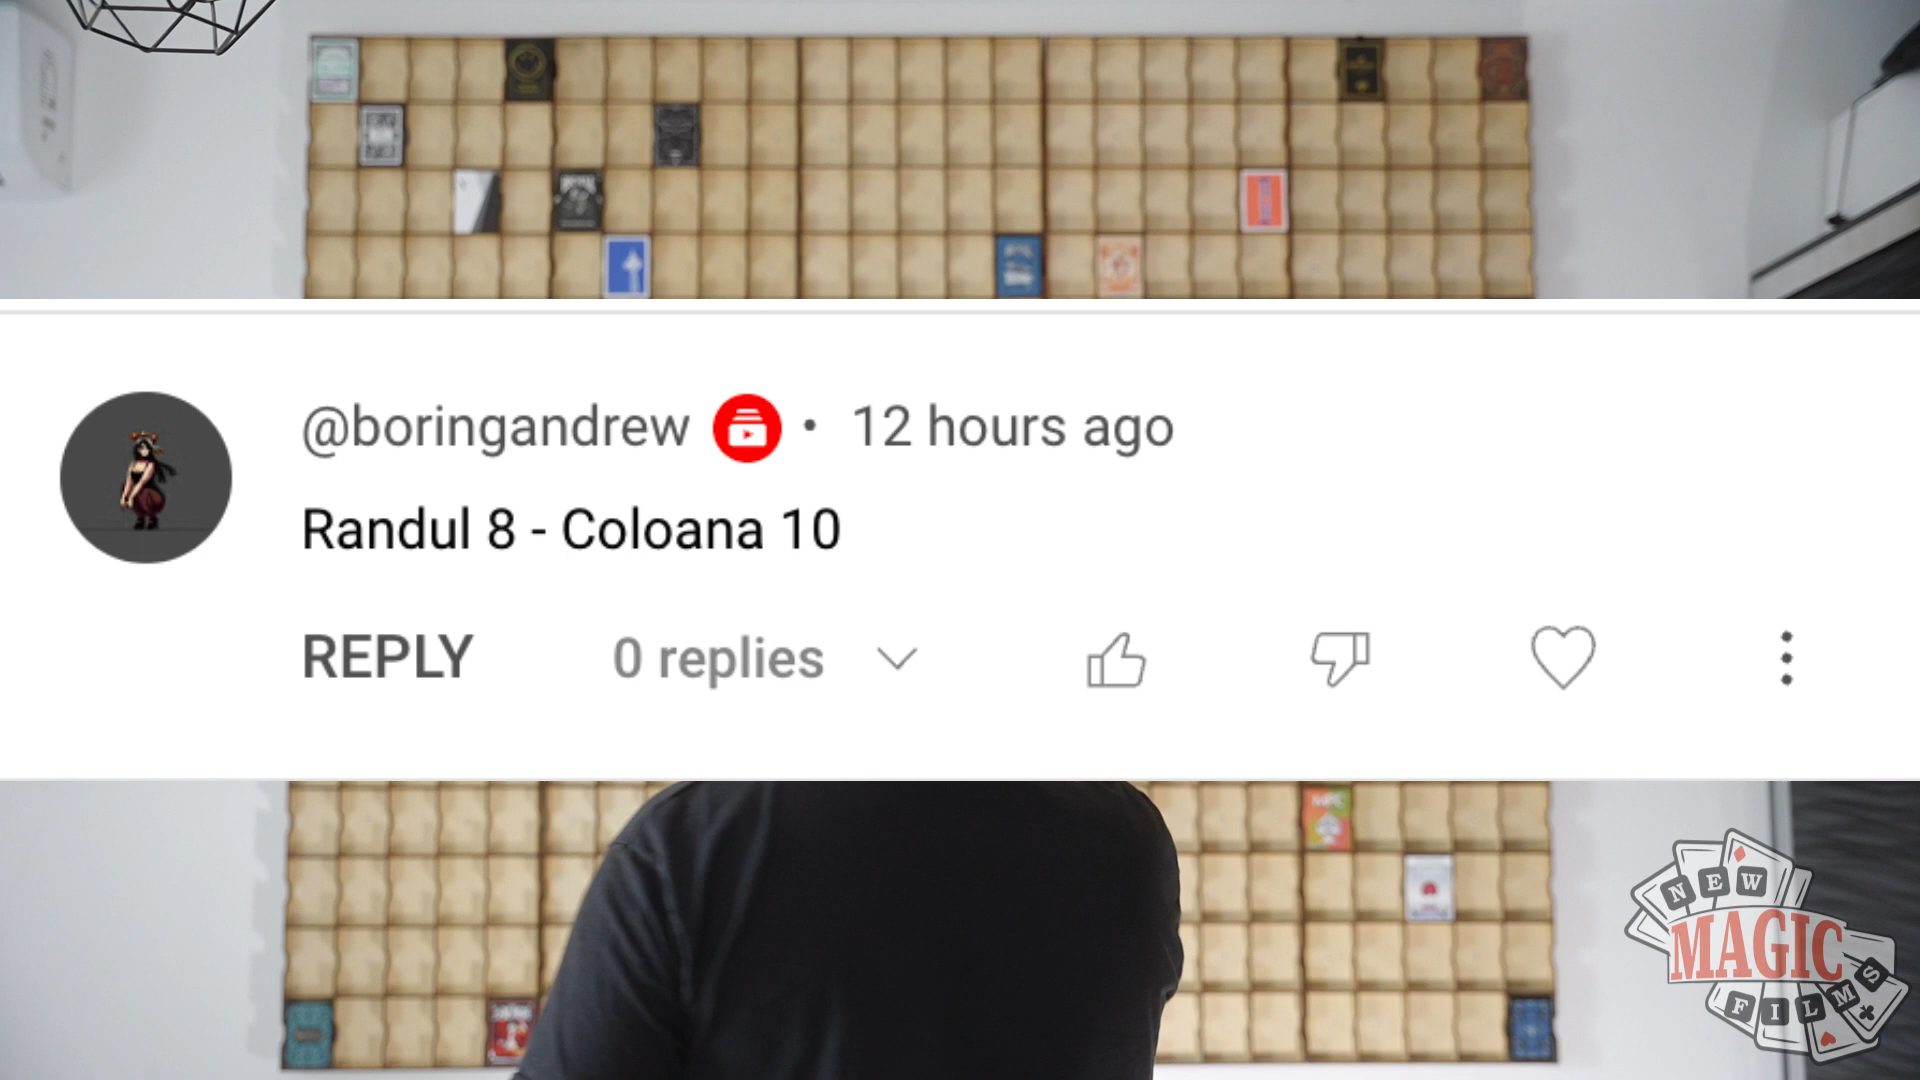 @boringandrew • 12 hours ago
Randul 8 - Coloana 10
REPLY 0 replies
NEW
MAGIC
FILMS